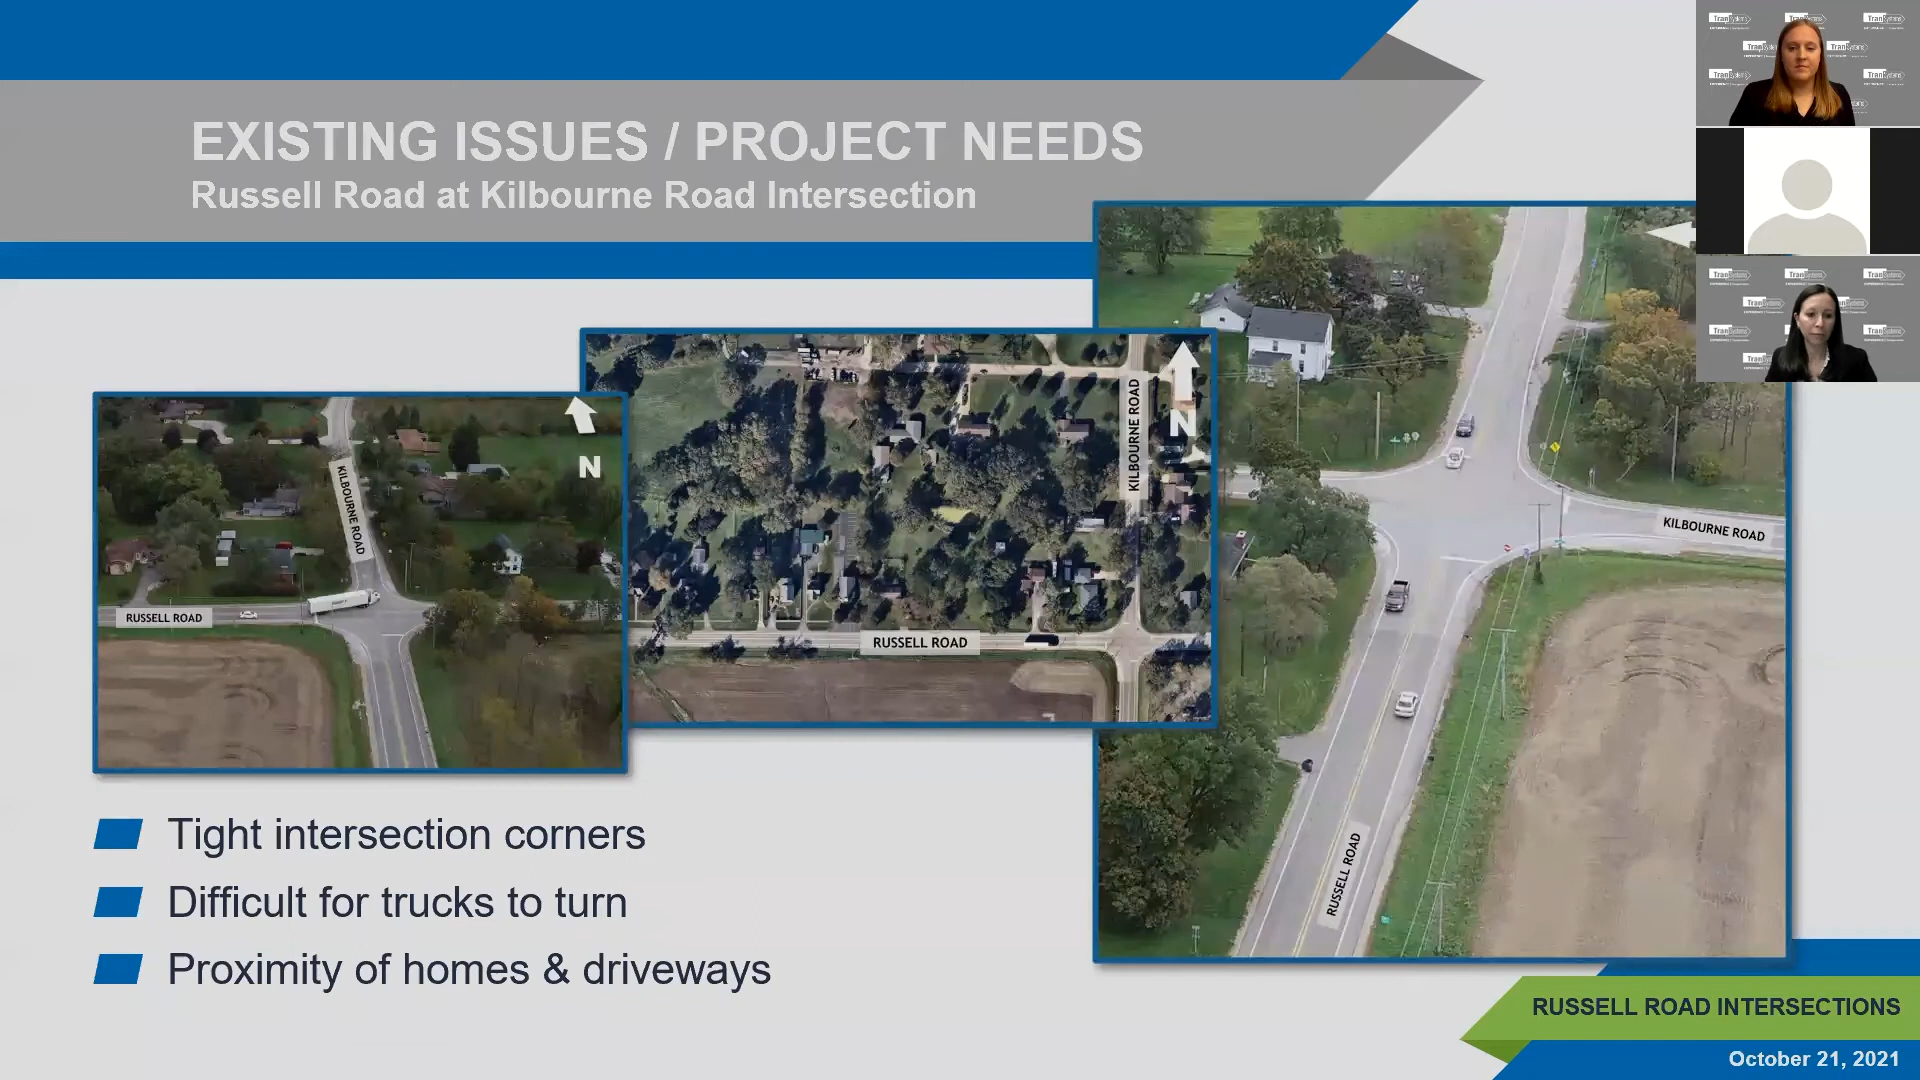 EXISTING ISSUES / PROJECT NEEDS
Russell Road at Kilbourne Road Intersection
KILBOURNE ROAD
RUSSELL ROAD
N
KILBOURNE ROAD
RUSSELL ROAD
N
KILBOURNE ROAD
RUSSELL ROAD
Tight intersection corners
Difficult for trucks to turn
Proximity of homes & driveways
RUSSELL ROAD INTERSECTIONS
October 21, 2021